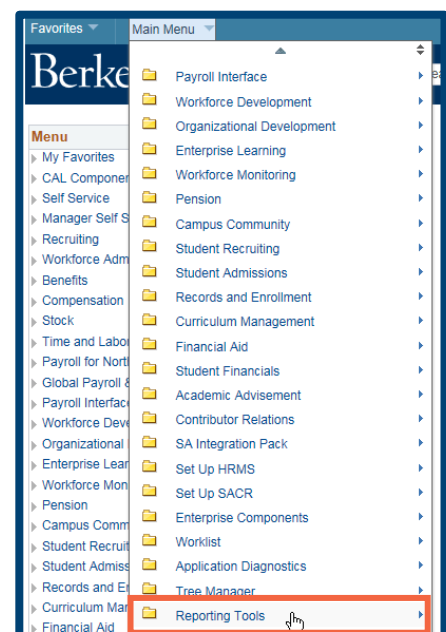 Favorites Main Menu
Berke
Payroll Interface
Workforce Development
Organizational Development
Enterprise Learning
Workforce Monitoring
Pension
Campus Community
Student Recruiting
Student Admissions
Records and Enrollment
Curriculum Management
Financial Aid
Student Financials
Academic Advisement
Contributor Relations
SA Integration Pack
Set Up HRMS
Set Up SACR
Enterprise Components
Worklist
Application Diagnostics
Tree Manager
Reporting Tools
Menu
My Favorites
CAL Componen
Self Service
Manager Self S
Recruiting
Workforce Adm
Benefits
Compensation
Stock
Time and Labor
Payroll for North
Global Payroll &
Payroll Interface
Workforce Deve
Organizational
Enterprise Lear
Workforce Mon
Pension
Campus Comm
Student Recruit
Student Admiss
Records and En
Curriculum Man
Financial Aid